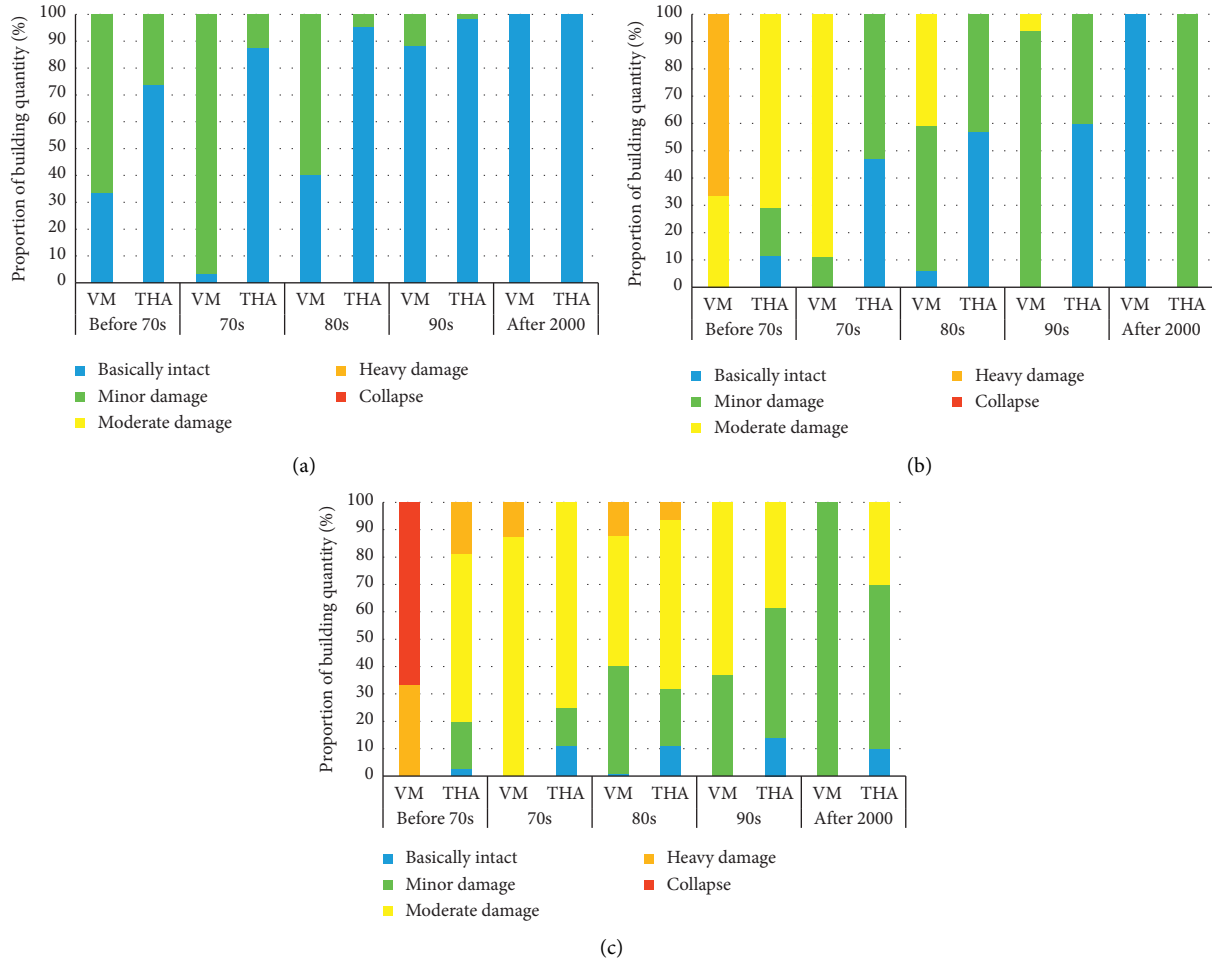 Proportion of building quantity (%)
100
90
80
70
60
50
40
30
20
10
0
VM THA VM THA VM THA VM THA VM THA
Before 70s 70s 80s 90s After 2000
Basically intact
Minor damage
Moderate damage
Heavy damage
Collapse
(a)
Proportion of building quantity (%)
100
90
80
70
60
50
40
30
20
10
0
VM THA VM THA VM THA VM THA VM THA
Before 70s 70s 80s 90s After 2000
Basically intact
Minor damage
Moderate damage
Heavy damage
Collapse
(b)
Proportion of building quantity (%)
100
90
80
70
60
50
40
30
20
10
0
VM THA VM THA VM THA VM THA VM THA
Before 70s 70s 80s 90s After 2000
Basically intact
Minor damage
Moderate damage
Heavy damage
Collapse
(c)